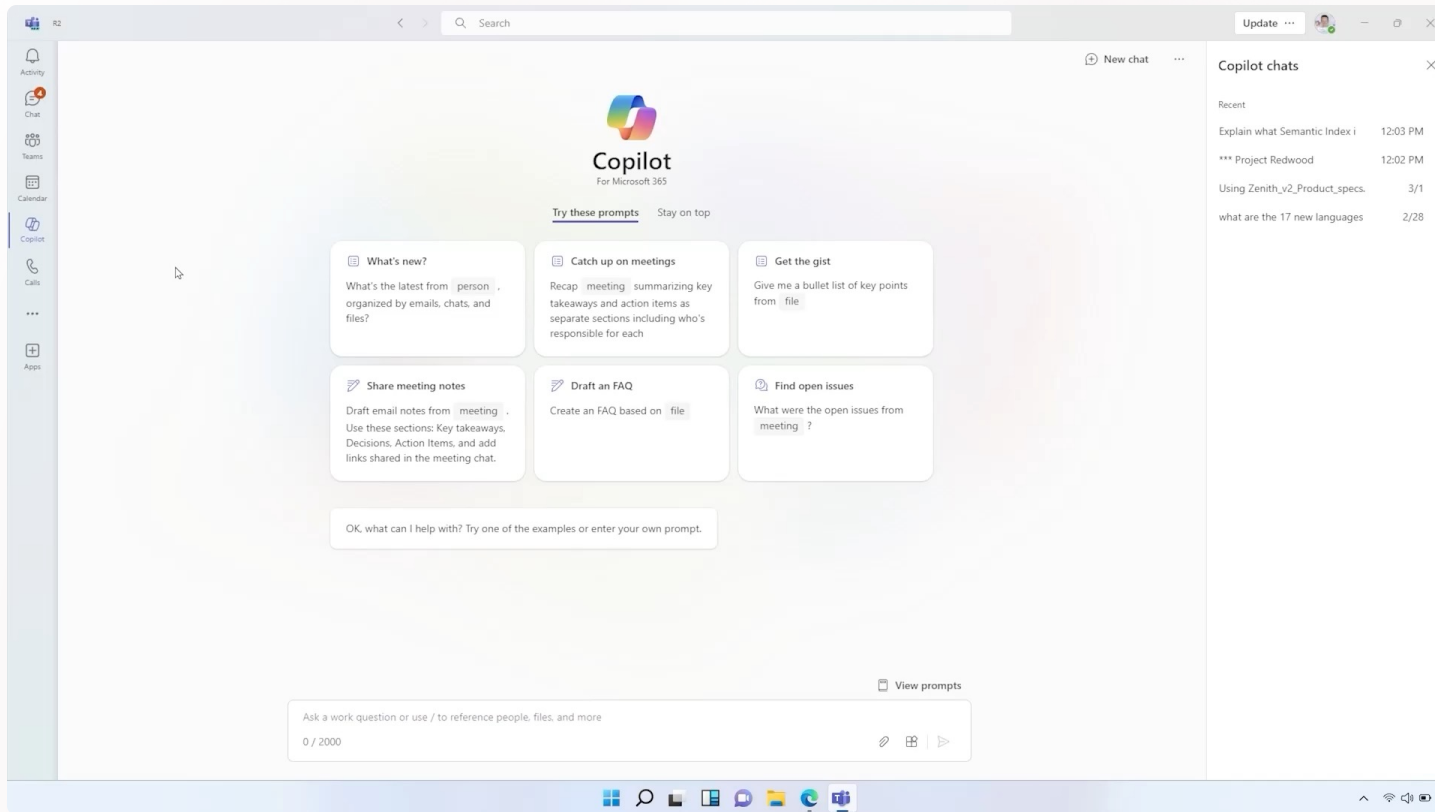 R2
Search
Update
Activity
4
Chat
Teams
Calendar
Copilot
Calls
Apps
New chat
Copilot
For Microsoft 365
Try these prompts
Stay on top
What's new?
What's the latest from person ,
organized by emails, chats, and
files?
Catch up on meetings
Recap meeting summarizing key
takeaways and action items as
separate sections including who's
responsible for each
Get the gist
Give me a bullet list of key points
from file
Share meeting notes
Draft email notes from meeting .
Use these sections: Key takeaways,
Decisions, Action Items, and add
links shared in the meeting chat.
Draft an FAQ
Create an FAQ based on file
Find open issues
What were the open issues from
meeting ?
OK, what can I help with? Try one of the examples or enter your own prompt.
View prompts
Ask a work question or use / to reference people, files, and more
0 / 2000
Copilot chats
Recent
Explain what Semantic Index i 12:03 PM
*** Project Redwood 12:02 PM
Using Zenith_v2_Product_specs. 3/1
what are the 17 new languages 2/28